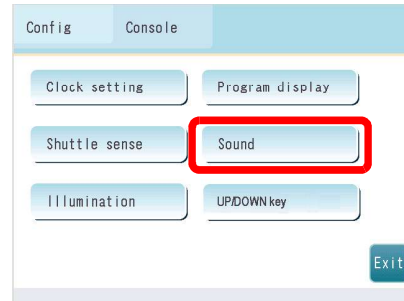 Config Console
Clock setting Program display
Shuttle sense Sound
Illumination UP/DOWN key
Exit